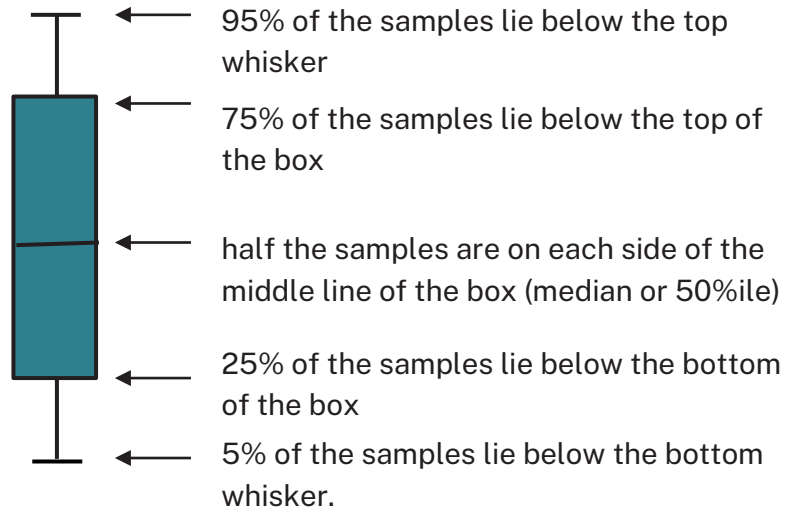 95% of the samples lie below the top
whisker
75% of the samples lie below the top of
the box
half the samples are on each side of the
middle line of the box (median or 50%ile)
25% of the samples lie below the bottom
of the box
5% of the samples lie below the bottom
whisker.